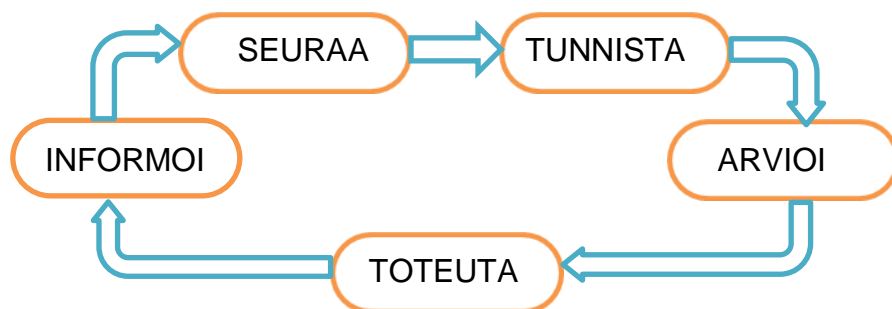 SEURAA
TUNNISTA
INFORMOI
ARVIOI
TOTEUTA